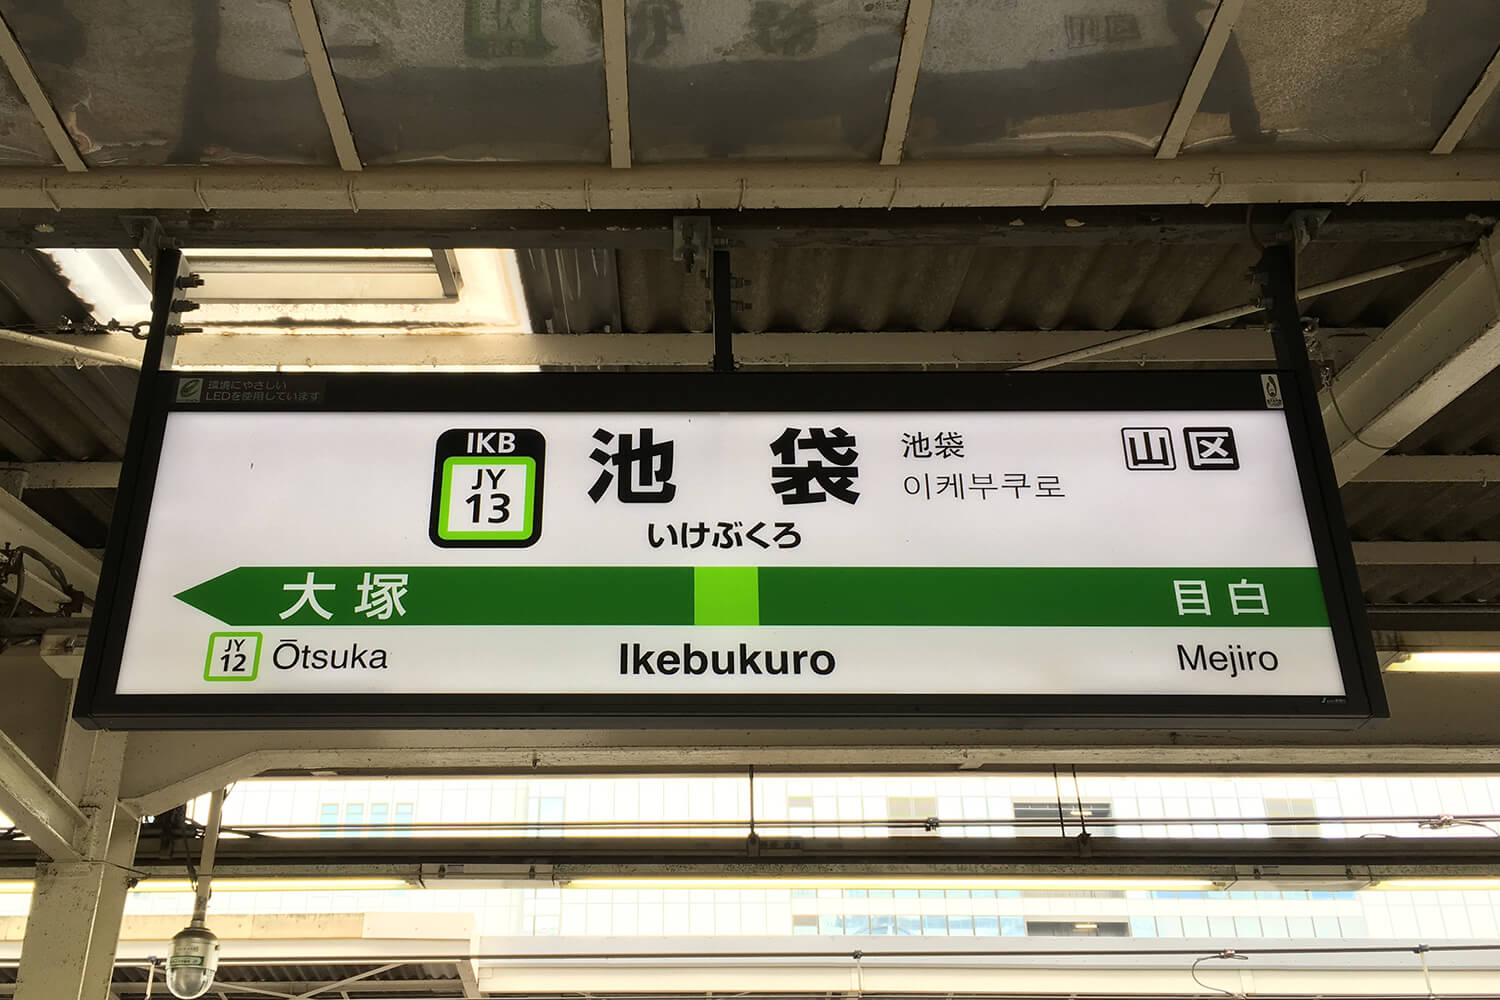 環境にやさしい
LEDを使用しています
IKB
JY
13
池袋
いけぶくろ
池袋
이케부쿠로
山 区
大塚
目白
JY
12
Ōtsuka
Ikebukuro
Mejiro